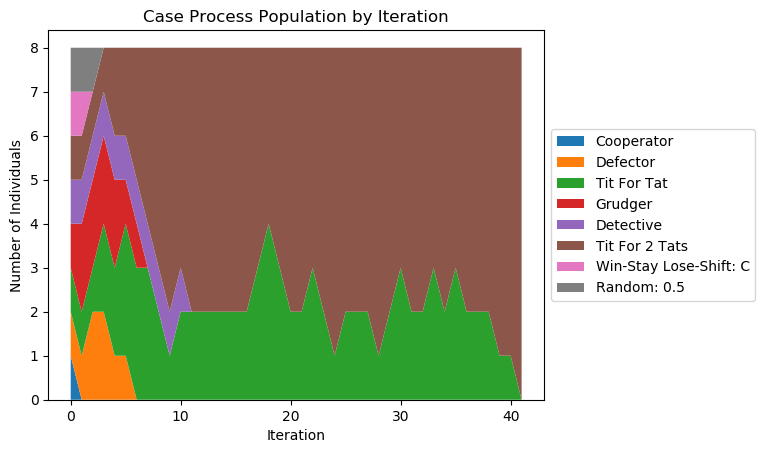 Case Process Population by Iteration
Number of Individuals
8
7
6
5
4
3
2
1
0
0 10 20 30 40
Iteration
Cooperator
Defector
Tit For Tat
Grudger
Detective
Tit For 2 Tats
Win-Stay Lose-Shift: C
Random: 0.5